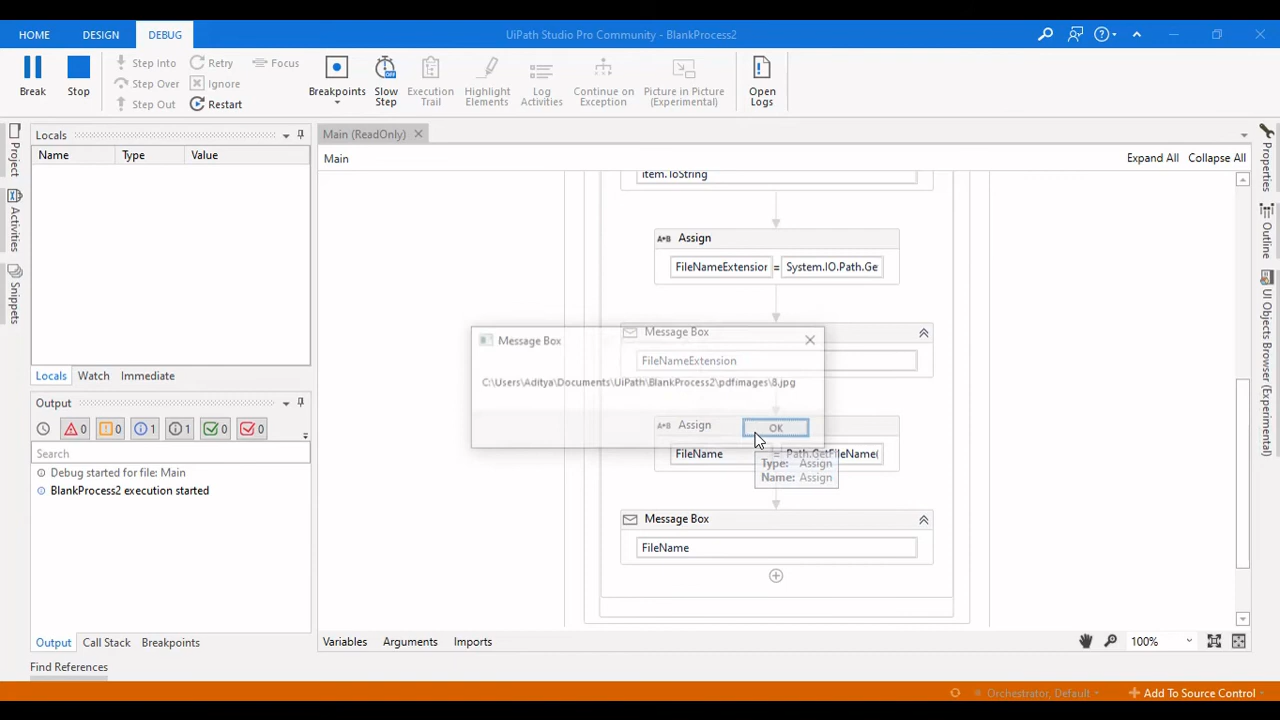 HOME DESIGN DEBUG UiPath Studio Pro Community - BlankProcess2
Break Stop Step Into Step Over Step Out Retry Ignore Restart Focus Breakpoints Slow Step Execution Trail Highlight Elements Log Activities Continue on Exception Picture in Picture (Experimental) Open Logs
Project
Activities
Snippets
Locals
Name Type Value
Locals Watch Immediate
Output
0 0 1 1 0 0
Search
Debug started for file: Main
BlankProcess2 execution started
Output Call Stack Breakpoints
Find References
Main (ReadOnly)
Main Expand All Collapse All
item.ToString
A+B Assign
FileNameExtension = System.IO.Path.Ge
Message Box
FileNameExtension
Message Box
C:\Users\Aditya\Documents\UiPath\BlankProcess2\pdfimages\8.jpg
OK
A+B Assign
FileName = Path.GetFileName(
Type: Assign
Name: Assign
Message Box
FileName
Variables Arguments Imports 100%
Properties
Outline
UI Objects Browser (Experimental)
Orchestrator, Default Add To Source Control